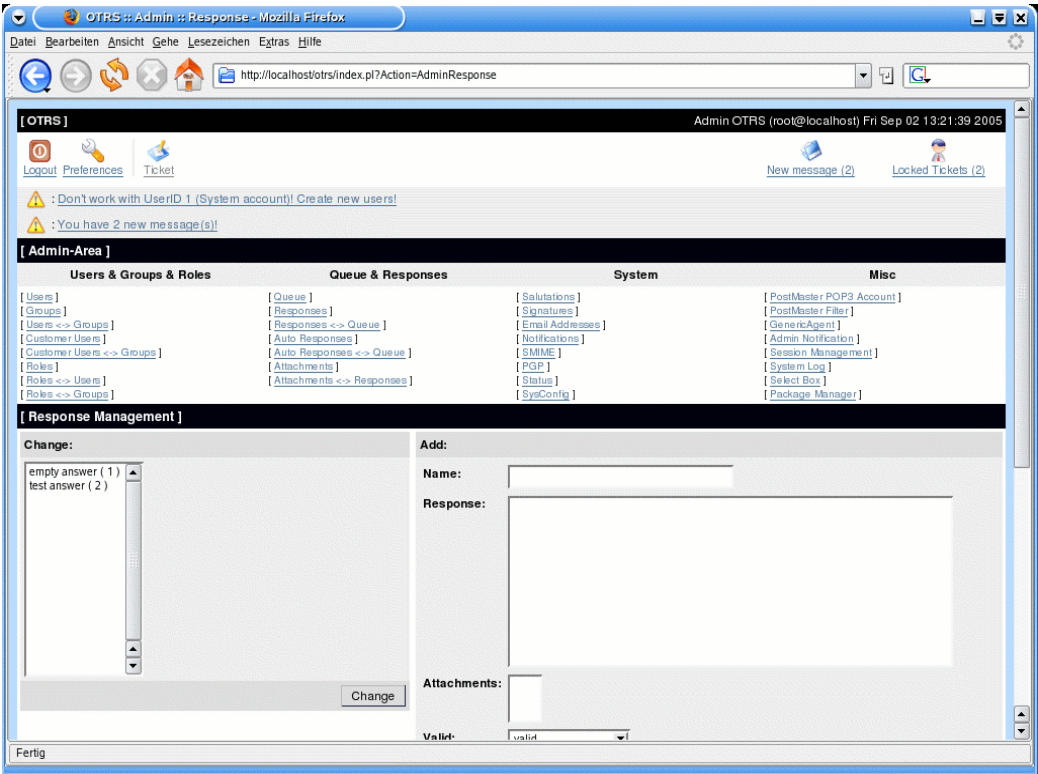 OTRS :: Admin :: Response - Mozilla Firefox
Datei Bearbeiten Ansicht Gehe Lesezeichen Extras Hilfe
http://localhost/otrs/index.pl?Action=AdminResponse
G
[ OTRS ] Admin OTRS (root@localhost) Fri Sep 02 13:21:39 2005
Logout Preferences Ticket New message (2) Locked Tickets (2)
: Don't work with UserID 1 (System account)! Create new users!
: You have 2 new message(s)!
[ Admin-Area ]
Users & Groups & Roles Queue & Responses System Misc
[ Users ] [ Queue ] [ Salutations ] [ PostMaster POP3 Account ]
[ Groups ] [ Responses ] [ Signatures ] [ PostMaster Filter ]
[ Users <-> Groups ] [ Responses <-> Queue ] [ Email Addresses ] [ GenericAgent ]
[ Customer Users ] [ Auto Responses ] [ Notifications ] [ Admin Notification ]
[ Customer Users <-> Groups ] [ Auto Responses <-> Queue ] [ SMIME ] [ Session Management ]
[ Roles ] [ Attachments ] [ PGP ] [ System Log ]
[ Roles <-> Users ] [ Attachments <-> Responses ] [ Status ] [ Select Box ]
[ Roles <-> Groups ] [ SysConfig ] [ Package Manager ]
[ Response Management ]
Change: Add:
empty answer ( 1 )
test answer ( 2 )
Name:
Response:
Attachments:
Change
Valid: valid
Fertig